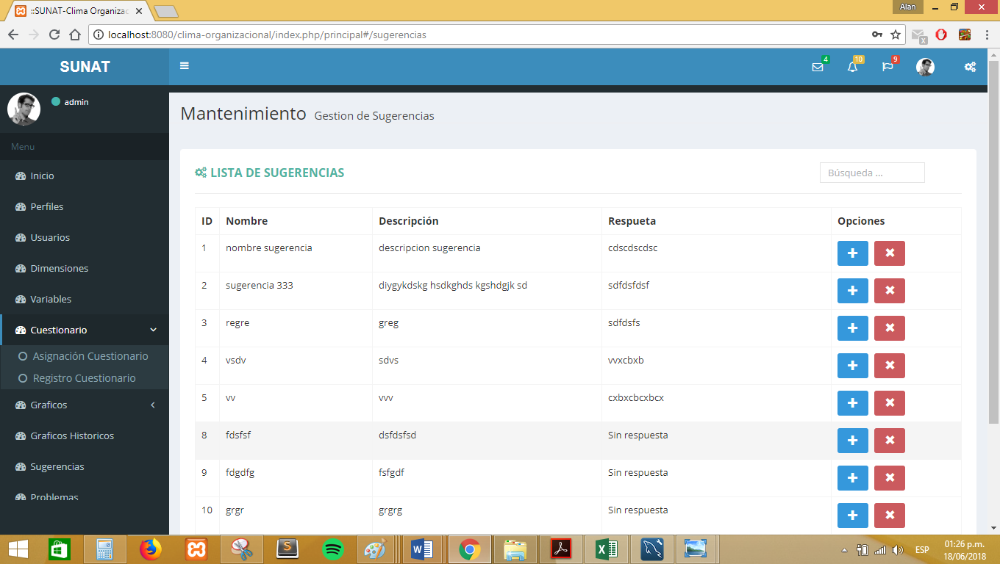 ::SUNAT-Clima Organizac
Alan
localhost:8080/clima-organizacional/index.php/principal#/sugerencias
SUNAT
4
10
9
admin
Menu
Inicio
Perfiles
Usuarios
Dimensiones
Variables
Cuestionario
Asignación Cuestionario
Registro Cuestionario
Graficos
Graficos Historicos
Sugerencias
Problemas
Mantenimiento Gestion de Sugerencias
LISTA DE SUGERENCIAS
Búsqueda ...
ID Nombre Descripción Respueta Opciones
1 nombre sugerencia descripcion sugerencia cdscdscdsc
2 sugerencia 333 diygykdskg hsdkghds kgshdgjk sd sdfdsfdsf
3 regre greg sdfdsfs
4 vsdv sdvs vvxcbxb
5 vv vvv cxbxcbcxbcx
8 fdsfsf dsfdsfsd Sin respuesta
9 fdgdfg fsfgdf Sin respuesta
10 grgr grgrg Sin respuesta
ESP
01:26 p.m.
18/06/2018